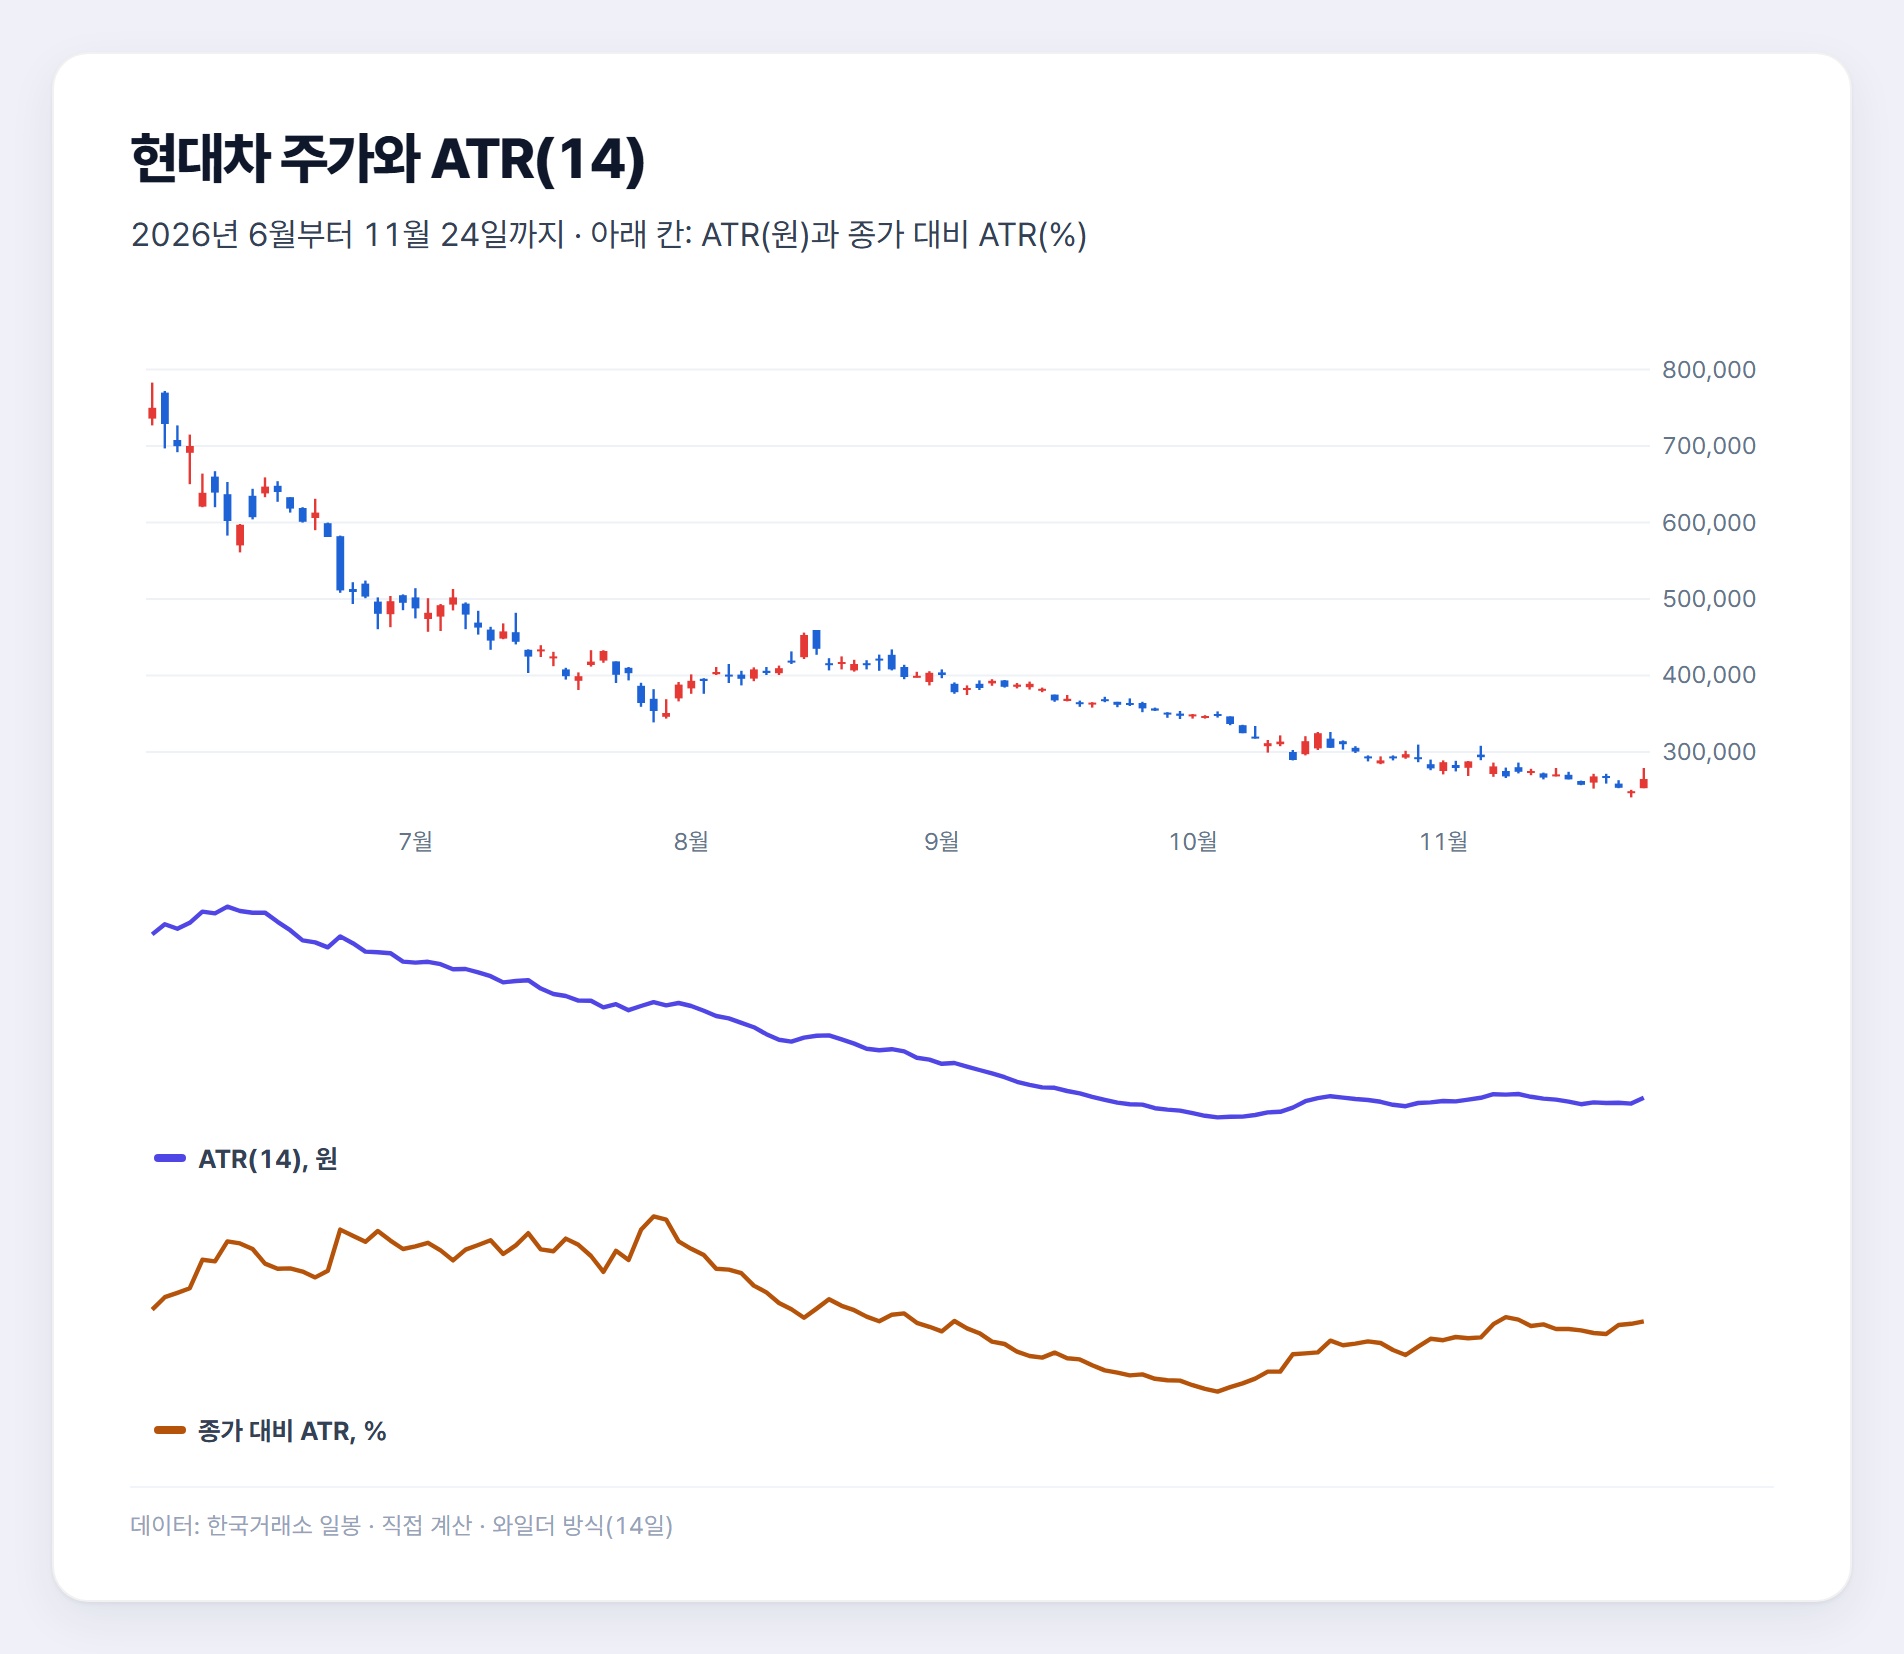 현대차 주가와 ATR(14)
2026년 6월부터 11월 24일까지 · 아래 칸: ATR(원)과 종가 대비 ATR(%)
800,000
700,000
600,000
500,000
400,000
300,000
7월 8월 9월 10월 11월
ATR(14), 원
종가 대비 ATR, %
데이터: 한국거래소 일봉 · 직접 계산 · 와일더 방식(14일)